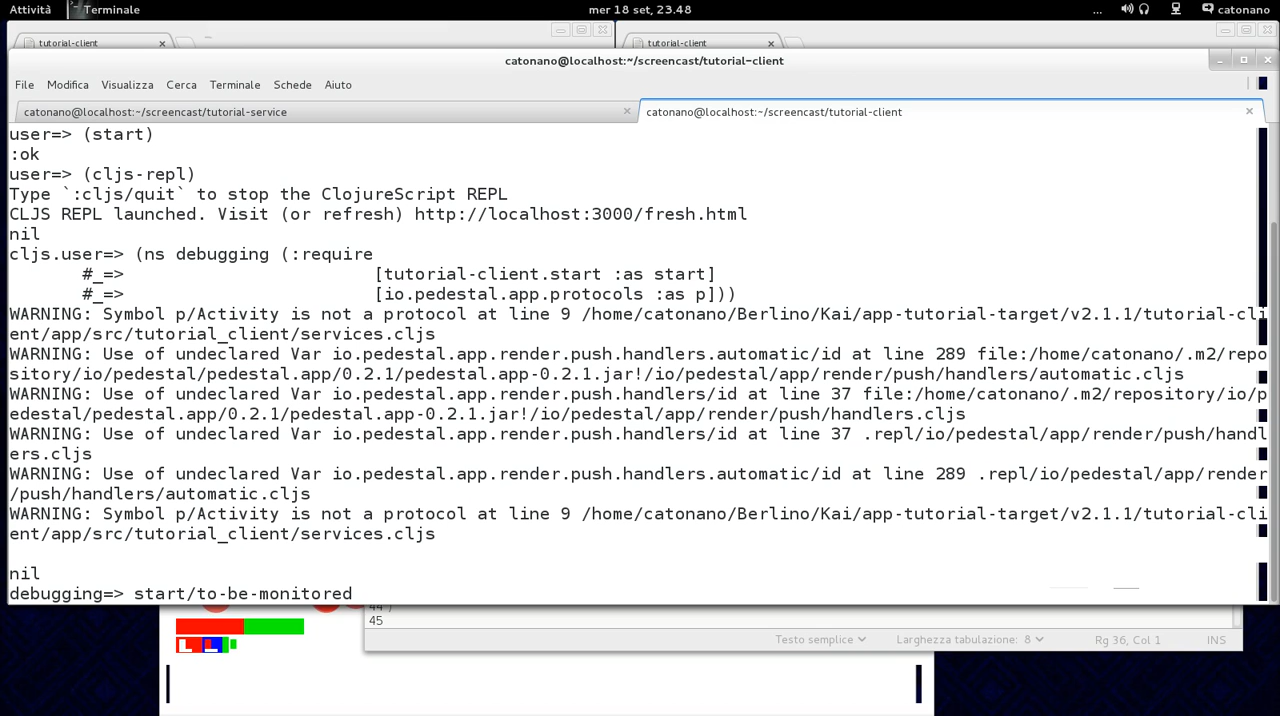 Attività
Terminale
mer 18 set, 23.48
...
catonano
tutorial-client
tutorial-client
catonano@localhost:~/screencast/tutorial-client
File Modifica Visualizza Cerca Terminale Schede Aiuto
catonano@localhost:~/screencast/tutorial-service
catonano@localhost:~/screencast/tutorial-client
user=> (start)
:ok
user=> (cljs-repl)
Type `:cljs/quit` to stop the ClojureScript REPL
CLJS REPL launched. Visit (or refresh) http://localhost:3000/fresh.html
nil
cljs.user=> (ns debugging (:require
#_=> [tutorial-client.start :as start]
#_=> [io.pedestal.app.protocols :as p]))
WARNING: Symbol p/Activity is not a protocol at line 9 /home/catonano/Berlino/Kai/app-tutorial-target/v2.1.1/tutorial-cli
ent/app/src/tutorial_client/services.cljs
WARNING: Use of undeclared Var io.pedestal.app.render.push.handlers.automatic/id at line 289 file:/home/catonano/.m2/repo
sitory/io/pedestal/pedestal.app/0.2.1/pedestal.app-0.2.1.jar!/io/pedestal/app/render/push/handlers/automatic.cljs
WARNING: Use of undeclared Var io.pedestal.app.render.push.handlers/id at line 37 file:/home/catonano/.m2/repository/io/p
edestal/pedestal.app/0.2.1/pedestal.app-0.2.1.jar!/io/pedestal/app/render/push/handlers.cljs
WARNING: Use of undeclared Var io.pedestal.app.render.push.handlers/id at line 37 .repl/io/pedestal/app/render/push/handl
ers.cljs
WARNING: Use of undeclared Var io.pedestal.app.render.push.handlers.automatic/id at line 289 .repl/io/pedestal/app/render
/push/handlers/automatic.cljs
WARNING: Symbol p/Activity is not a protocol at line 9 /home/catonano/Berlino/Kai/app-tutorial-target/v2.1.1/tutorial-cli
ent/app/src/tutorial_client/services.cljs
nil
debugging=> start/to-be-monitored
44 )
45
Testo semplice Larghezza tabulazione: 8 Rg 36, Col 1 INS